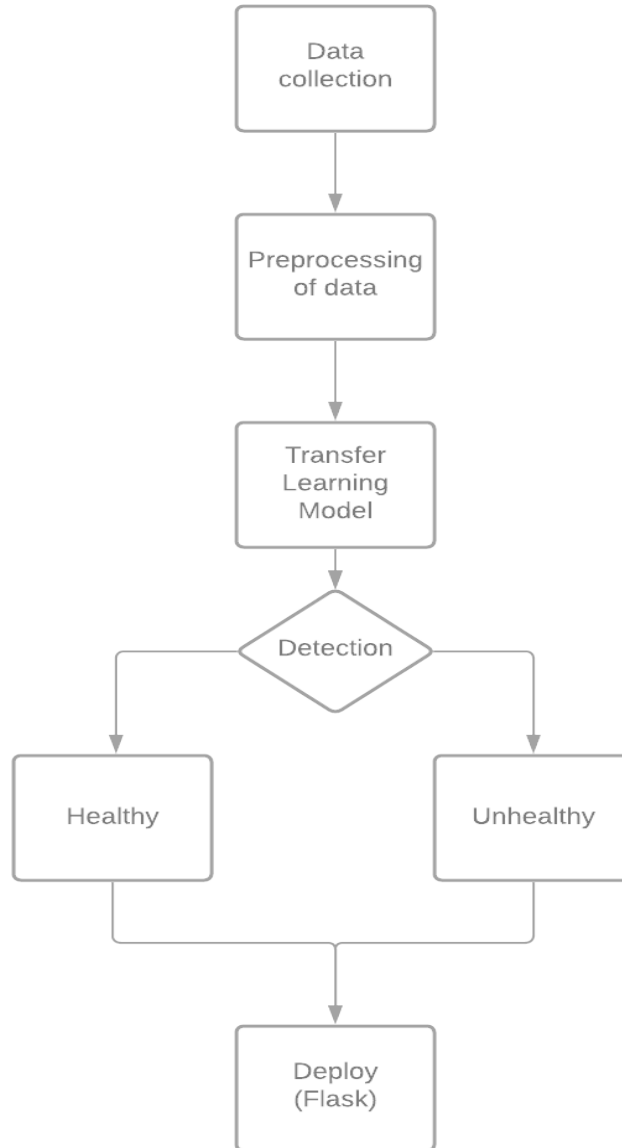 Data
collection
Preprocessing
of data
Transfer
Learning
Model
Detection
Healthy
Unhealthy
Deploy
(Flask)